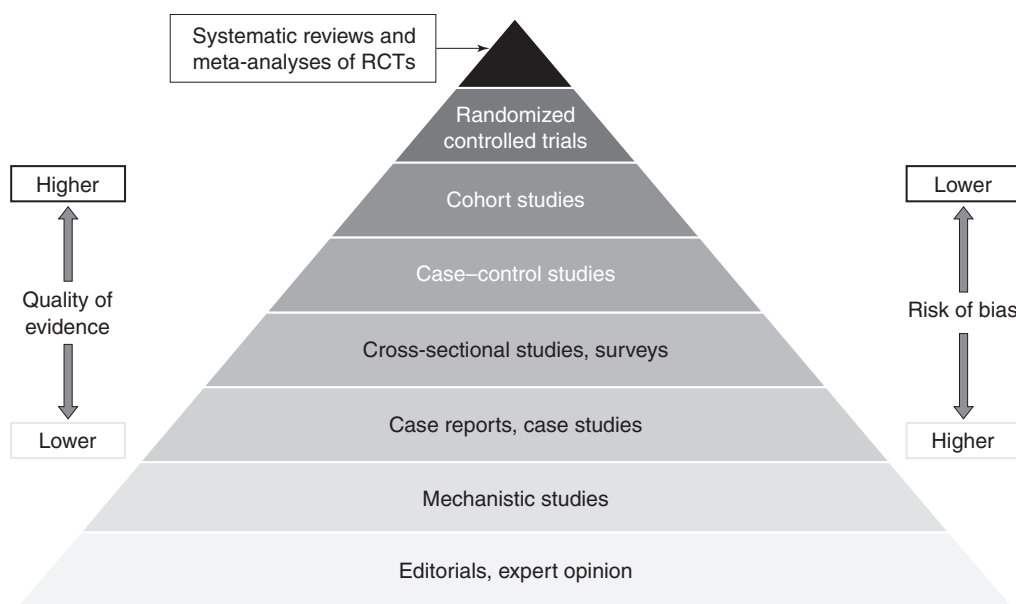 Systematic reviews and
meta-analyses of RCTs
Randomized
controlled trials
Higher
Lower
Cohort studies
Case–control studies
Quality of
evidence
Risk of bias
Cross-sectional studies, surveys
Case reports, case studies
Lower
Higher
Mechanistic studies
Editorials, expert opinion